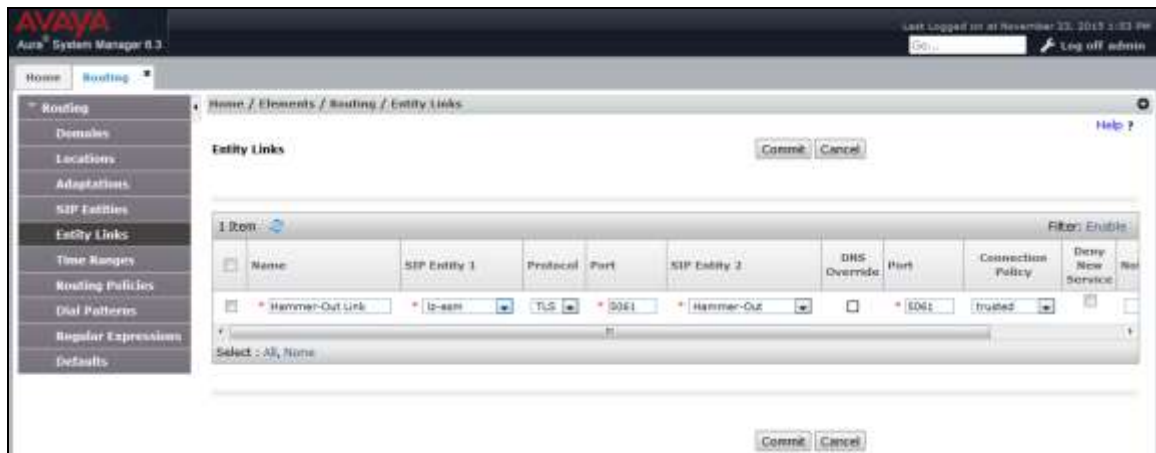 AVAYA
Aura® System Manager 6.3
Last Logged on at November 23, 2015 1:53 PM
Go...
Log off admin
Home
Routing
Routing
Domains
Locations
Adaptations
SIP Entities
Entity Links
Time Ranges
Routing Policies
Dial Patterns
Regular Expressions
Defaults
Home / Elements / Routing / Entity Links
Help ?
Entity Links
Commit Cancel
1 Item
Filter: Enable
Name SIP Entity 1 Protocol Port SIP Entity 2 DNS Override Port Connection Policy Deny New Service
* Hammer-Out Link * TLS * 5061 * Hammer-Out * 5061 trusted
Select : All, None
Commit Cancel